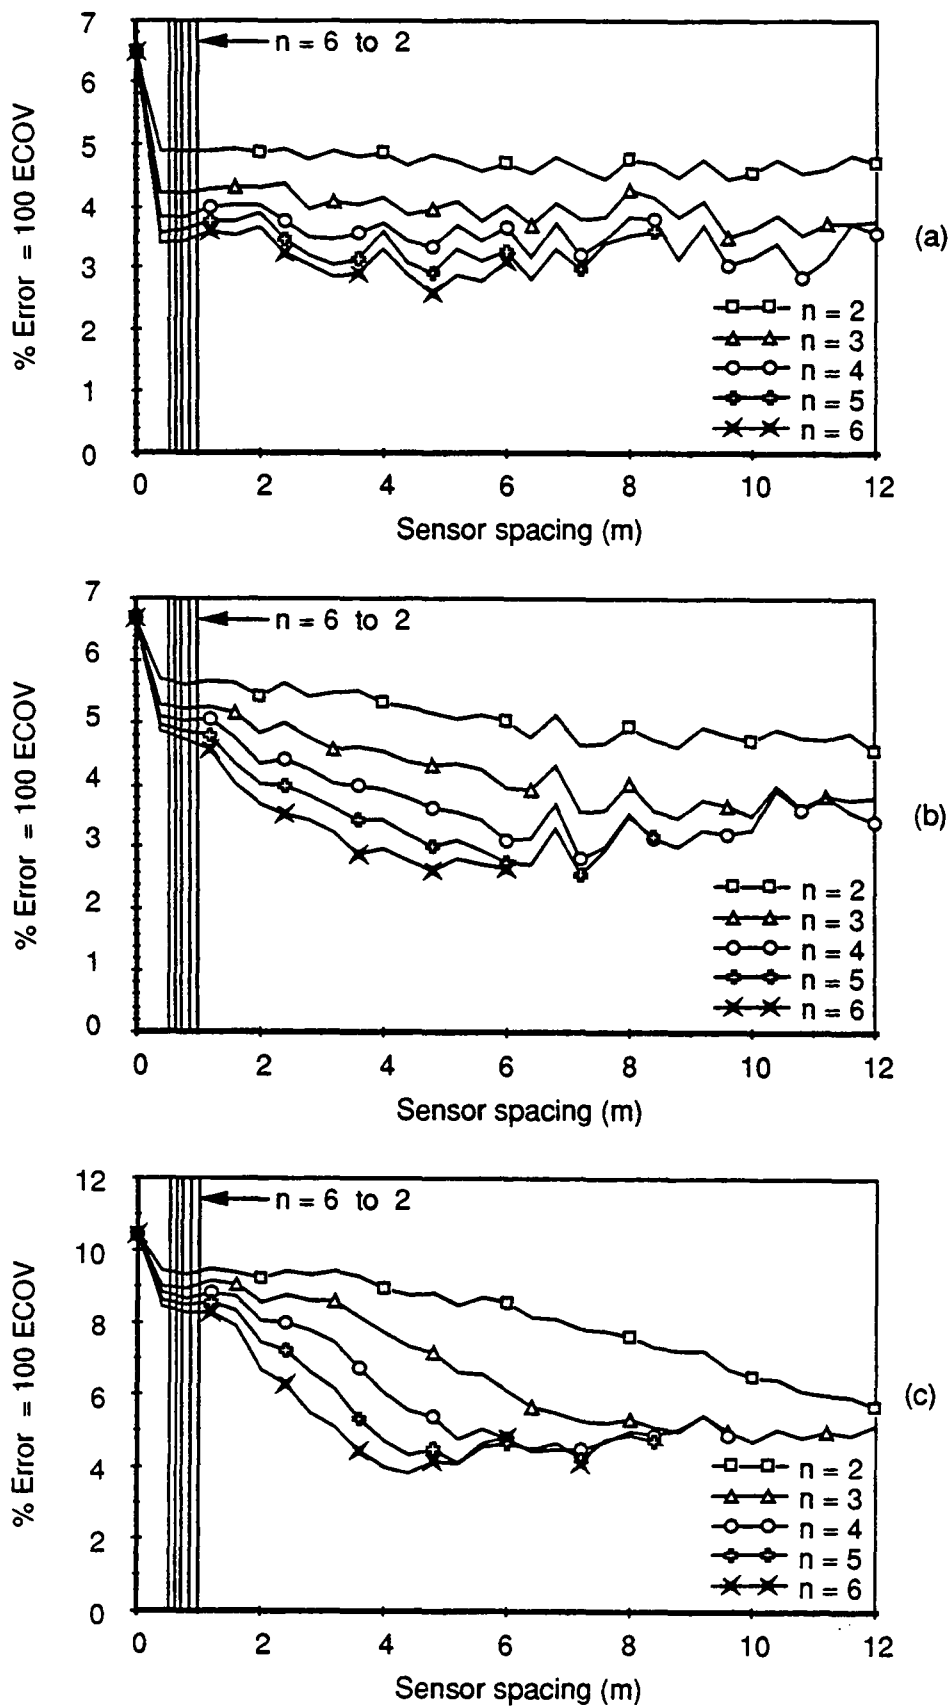 7
6
5
4
3
2
1
0
% Error = 100 ECOV
n = 6 to 2
n = 2
n = 3
n = 4
n = 5
n = 6
0 2 4 6 8 10 12
Sensor spacing (m)
(a)
7
6
5
4
3
2
1
0
% Error = 100 ECOV
n = 6 to 2
n = 2
n = 3
n = 4
n = 5
n = 6
0 2 4 6 8 10 12
Sensor spacing (m)
(b)
12
10
8
6
4
2
0
% Error = 100 ECOV
n = 6 to 2
n = 2
n = 3
n = 4
n = 5
n = 6
0 2 4 6 8 10 12
Sensor spacing (m)
(c)